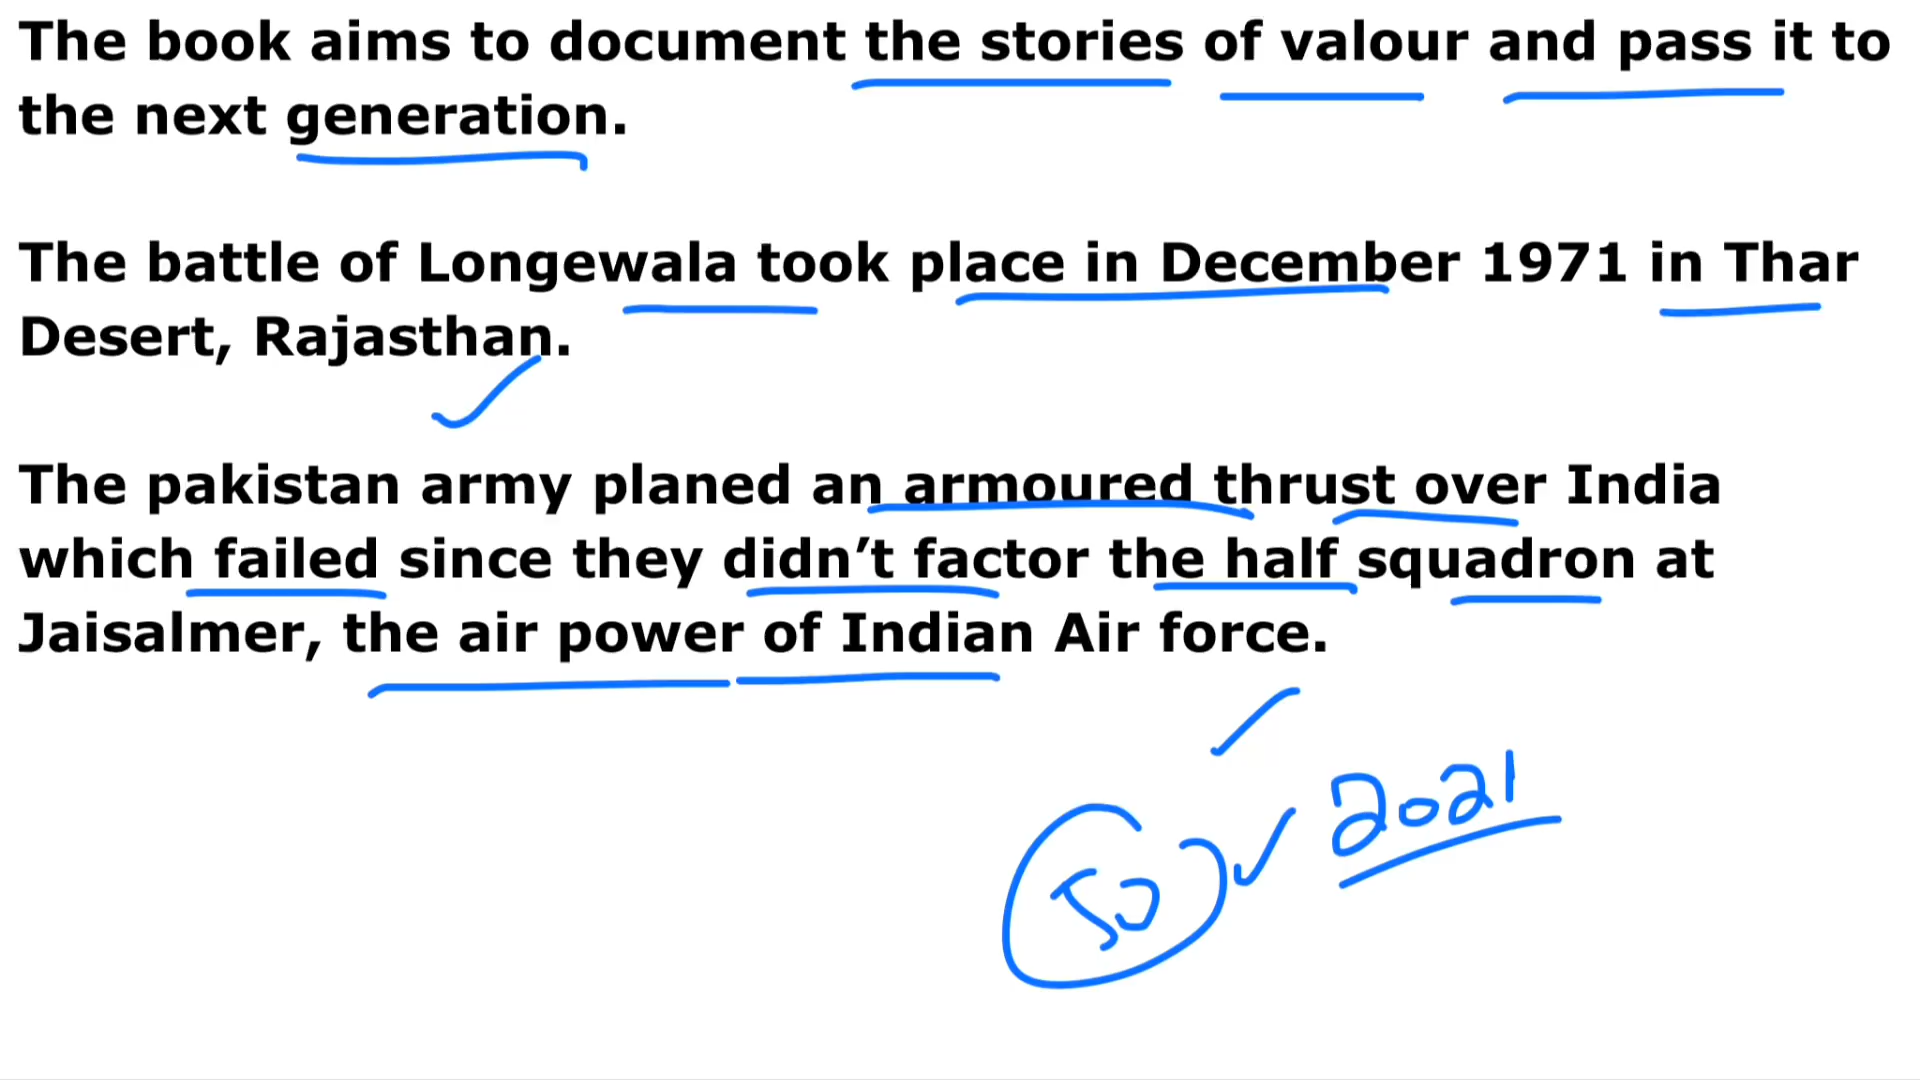 The book aims to document the stories of valour and pass it to
the next generation.
The battle of Longewala took place in December 1971 in Thar
Desert, Rajasthan.
The pakistan army planed an armoured thrust over India
which failed since they didn’t factor the half squadron at
Jaisalmer, the air power of Indian Air force.
50 2021